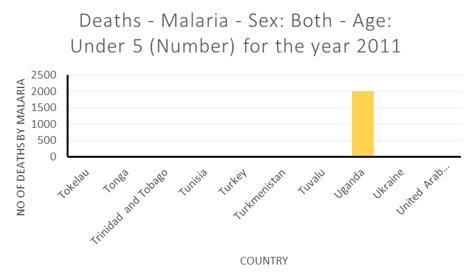 Deaths - Malaria - Sex: Both - Age:
Under 5 (Number) for the year 2011
NO OF DEATHS BY MALARIA
2500
2000
1500
1000
500
0
Tokelau
Tonga
Trinidad and Tobago
Tunisia
Turkey
Turkmenistan
Tuvalu
Uganda
Ukraine
United Arab...
COUNTRY